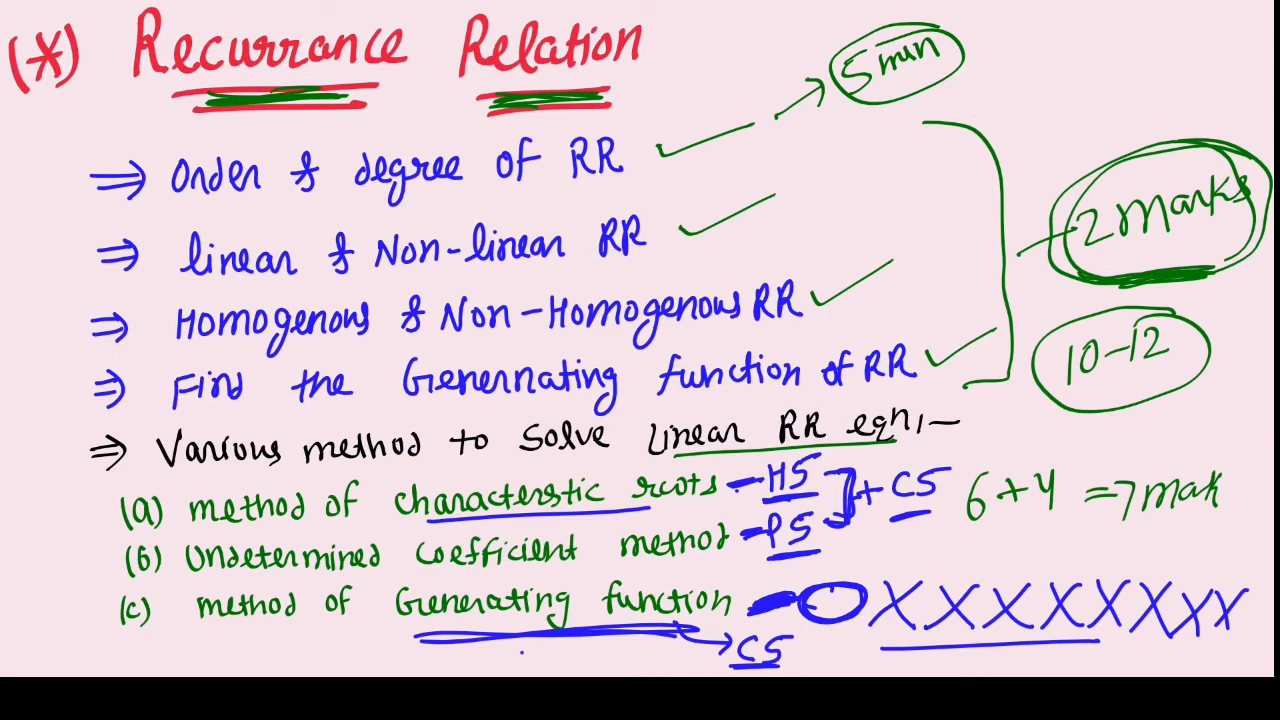 (*) Recurrance Relation
5 min
⇒ Order & degree of RR
⇒ linear & Non-linear RR
2 Marks
⇒ Homogenous & Non-Homogenous RR
10-12
⇒ Find the Genernating function of RR
⇒ Various method to Solve Linear RR eqn,-
(a) method of characterstic roots - HS + CS 6+4 =7 mak
(b) Undetermined coefficient method - PS
(c) method of Generating function - XXXXXXXX
CS